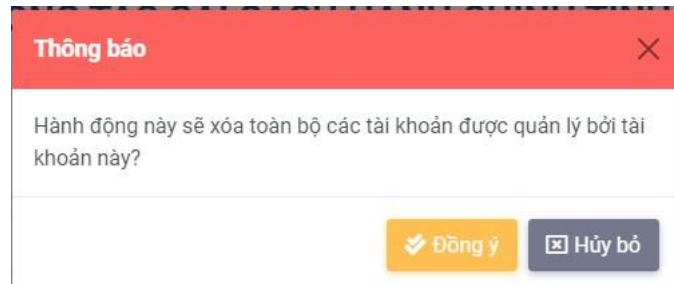 Thông báo
Hành động này sẽ xóa toàn bộ các tài khoản được quản lý bởi tài
khoản này?
Đồng ý
Hủy bỏ